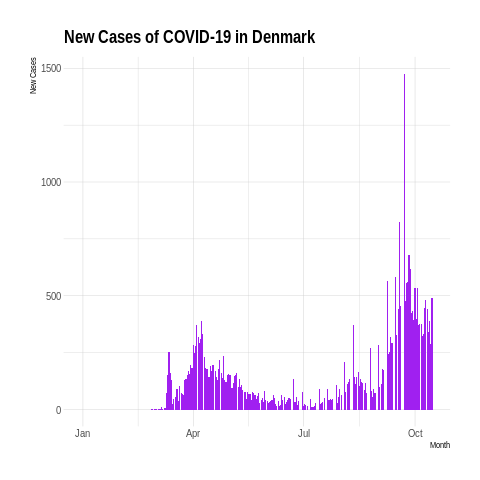 New Cases of COVID-19 in Denmark
New Cases
1500
1000
500
0
Jan Apr Jul Oct
Month